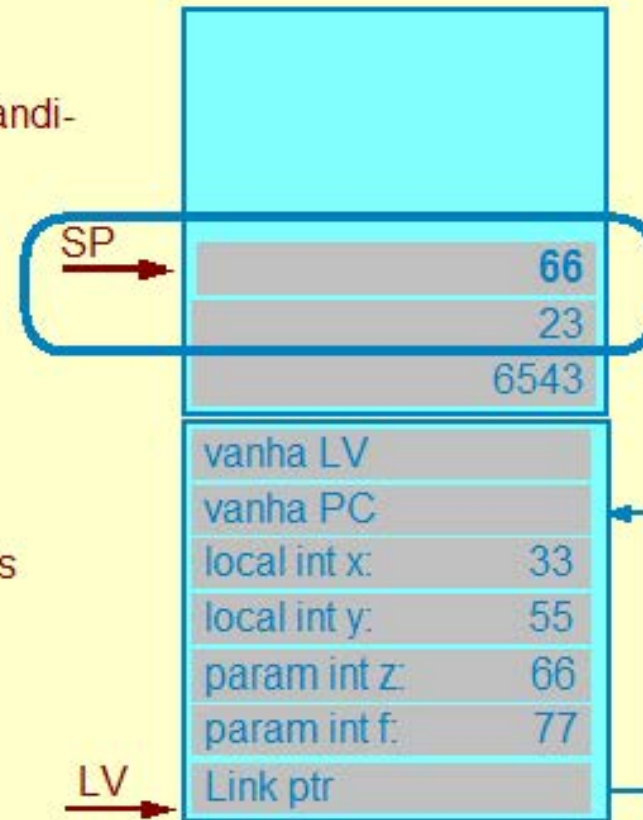 andi-
SP
66
23
6543
vanha LV
vanha PC
s
local int x: 33
local int y: 55
param int z: 66
param int f: 77
LV
Link ptr